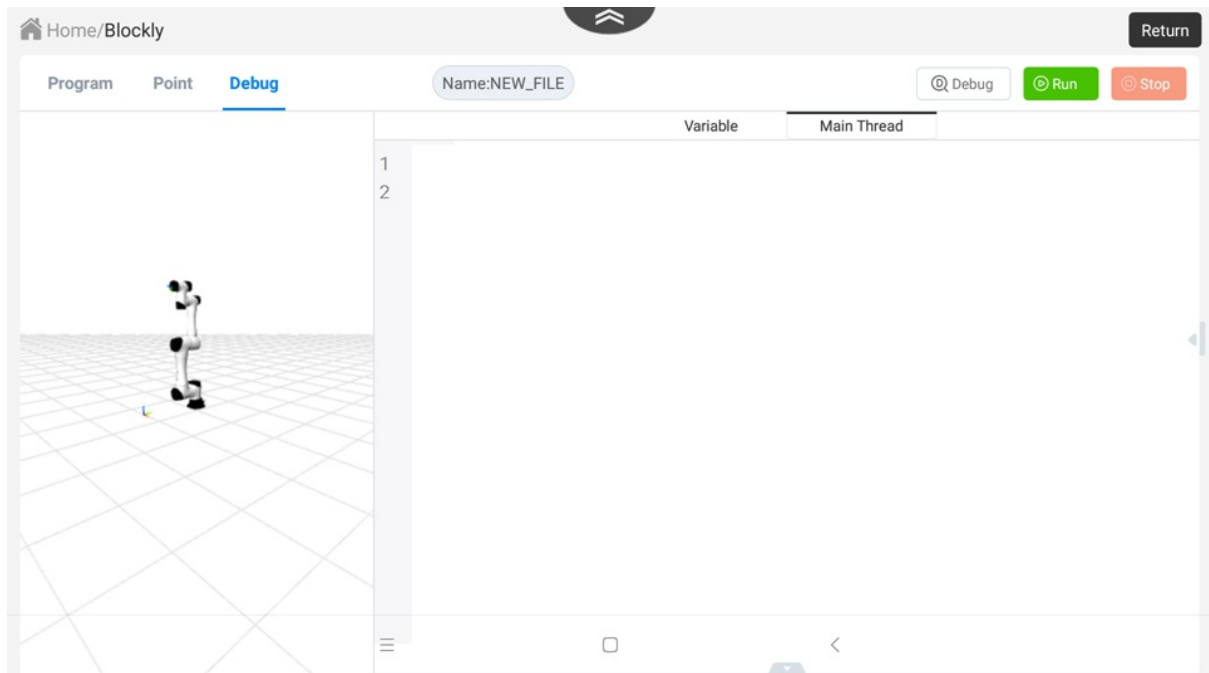 Home/Blockly
Return
Program Point Debug
Name:NEW_FILE
Debug Run Stop
Variable Main Thread
1
2